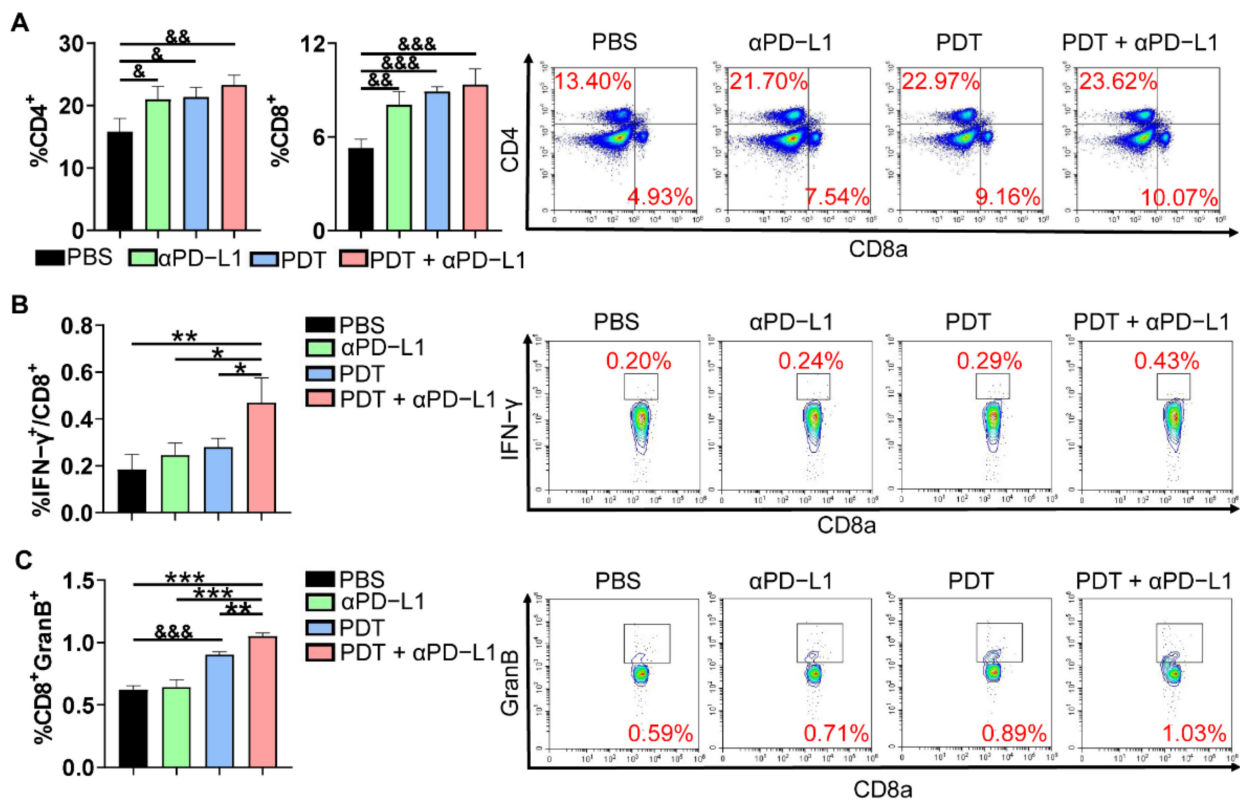 A
%CD4+
30
20
10
0
&&
&
&
%CD8+
12
6
0
&&&
&&&
&&
PBS αPD-L1 PDT PDT + αPD-L1
PBS αPD-L1 PDT PDT + αPD-L1
13.40% 21.70% 22.97% 23.62%
4.93% 7.54% 9.16% 10.07%
CD4
CD8a
B
%IFN-γ+/CD8+
0.8
0.6
0.4
0.2
0.0
**
*
*
PBS
αPD-L1
PDT
PDT + αPD-L1
PBS αPD-L1 PDT PDT + αPD-L1
0.20% 0.24% 0.29% 0.43%
IFN-γ
CD8a
C
%CD8+GranB+
1.5
1.0
0.5
0.0
***
***
**
&&&
PBS
αPD-L1
PDT
PDT + αPD-L1
PBS αPD-L1 PDT PDT + αPD-L1
0.59% 0.71% 0.89% 1.03%
GranB
CD8a